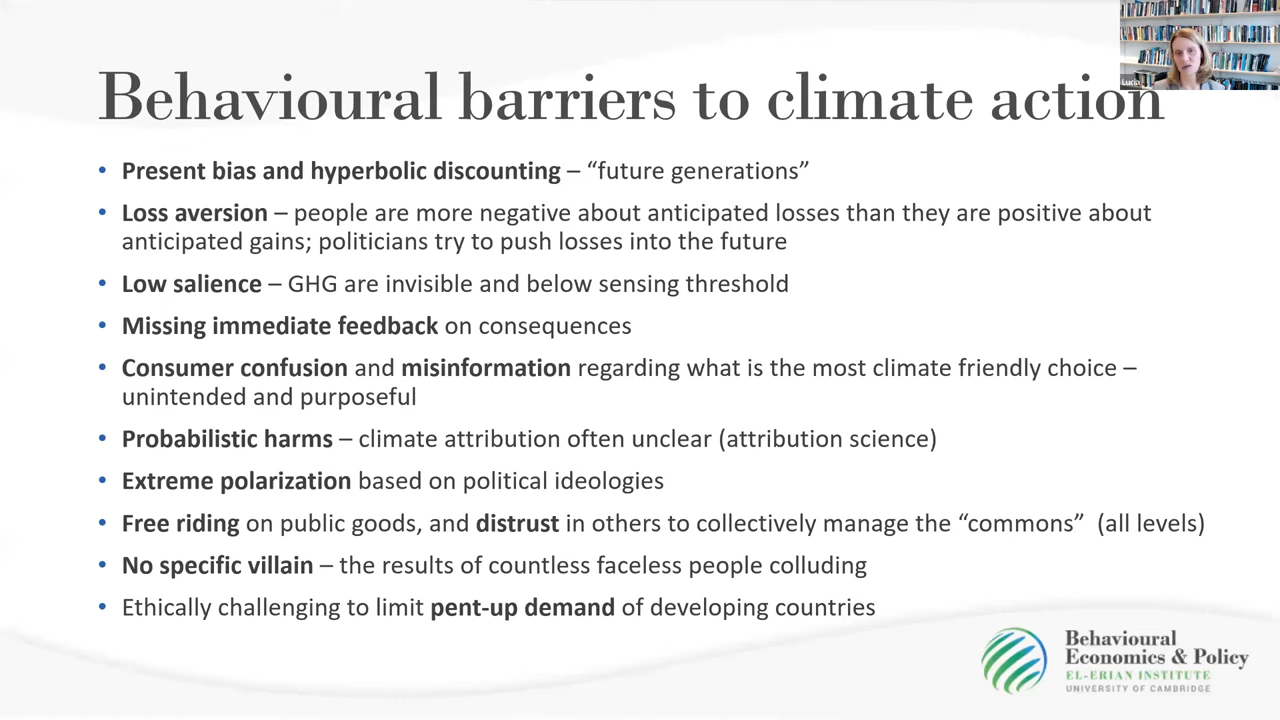 Behavioural barriers to climate action
• Present bias and hyperbolic discounting – “future generations”
• Loss aversion – people are more negative about anticipated losses than they are positive about
anticipated gains; politicians try to push losses into the future
• Low salience – GHG are invisible and below sensing threshold
• Missing immediate feedback on consequences
• Consumer confusion and misinformation regarding what is the most climate friendly choice –
unintended and purposeful
• Probabilistic harms – climate attribution often unclear (attribution science)
• Extreme polarization based on political ideologies
• Free riding on public goods, and distrust in others to collectively manage the “commons”  (all levels)
• No specific villain – the results of countless faceless people colluding
• Ethically challenging to limit pent-up demand of developing countries
Behavioural
Economics & Policy
EL-ERIAN INSTITUTE
UNIVERSITY OF CAMBRIDGE